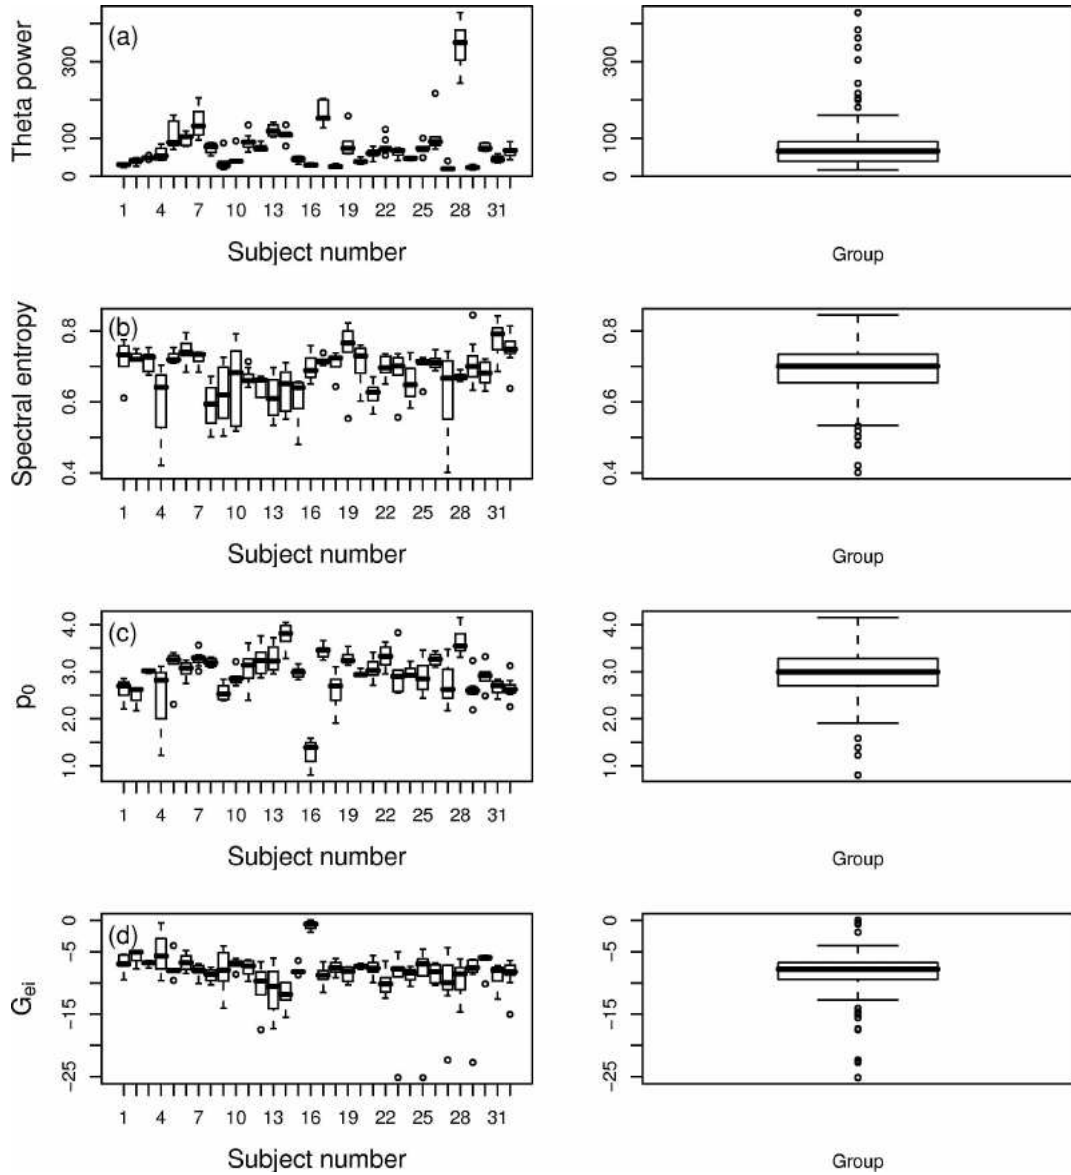 (a)
Theta power
0 100 300
1 4 7 10 13 16 19 22 25 28 31
Subject number
0 100 300
Group
(b)
Spectral entropy
0.4 0.6 0.8
1 4 7 10 13 16 19 22 25 28 31
Subject number
0.4 0.6 0.8
Group
(c)
p0
1.0 2.0 3.0 4.0
1 4 7 10 13 16 19 22 25 28 31
Subject number
1.0 2.0 3.0 4.0
Group
(d)
Gei
−25 −15 −5 0
1 4 7 10 13 16 19 22 25 28 31
Subject number
−25 −15 −5 0
Group